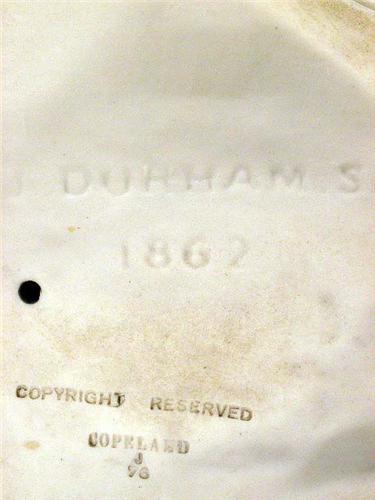 J DURHAM S
1862
COPYRIGHT RESERVED
COPELAND
J
76